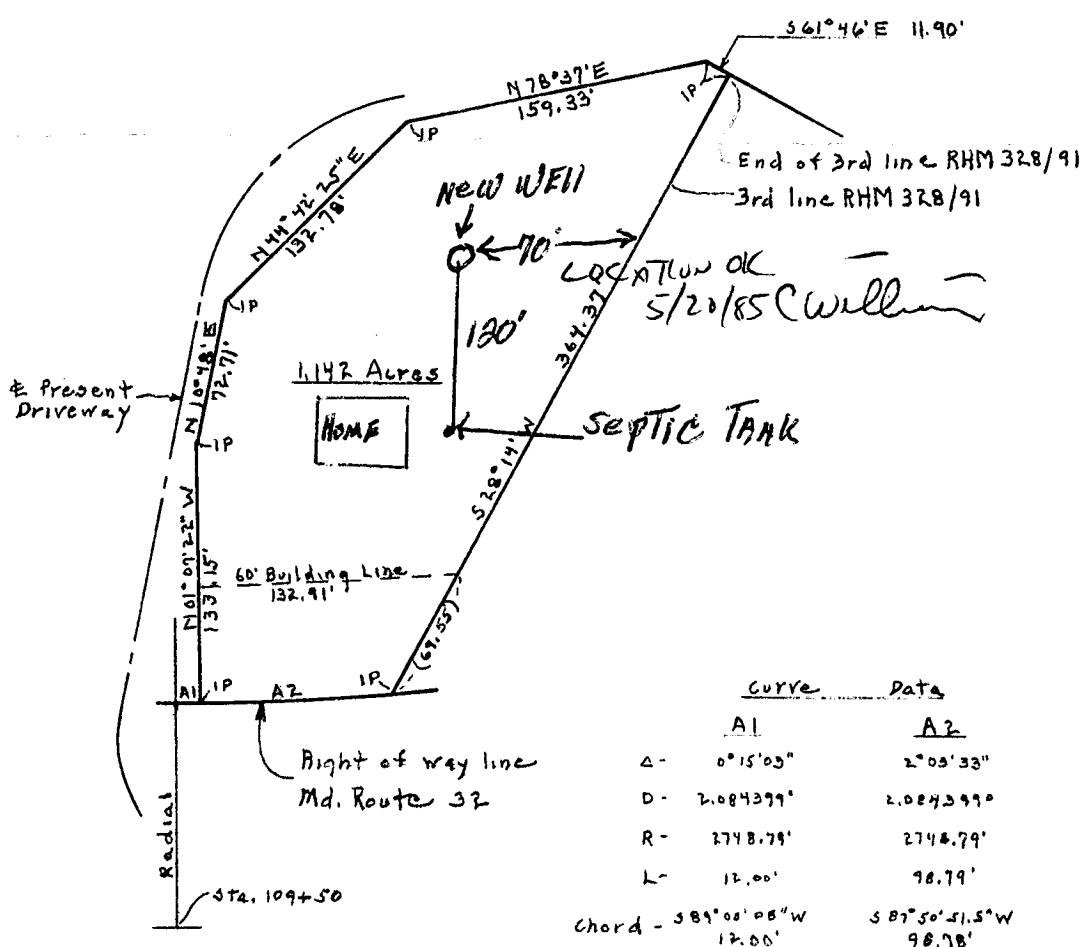 S61°46'E 11.90'
N78°37'E
159.33'
IP
IP
End of 3rd line RHM 328/91
3rd line RHM 328/91
NEW WELL
N44°42'25"E
132.78'
70'
LOCATION OK
5/20/85 C Williams
IP
120'
364.37
N10°48'E
72.71'
₵ Present
Driveway
1.142 Acres
HOME
SEPTIC TANK
IP
S28°14'W
N01°07'22"W
133.15'
60' Building Line
132.91'
(69.55)
A1
IP
A2
IP
Right of way line
Md. Route 32
Radial
Sta. 109+50
Curve Data
A1 A2
Δ- 0°15'03" 2°03'33"
D- 2.084399° 2.084399°
R- 2748.79' 2748.79'
L- 12.00' 98.79'
Chord - S89°00'08"W S87°50'51.5"W
12.00' 98.78'